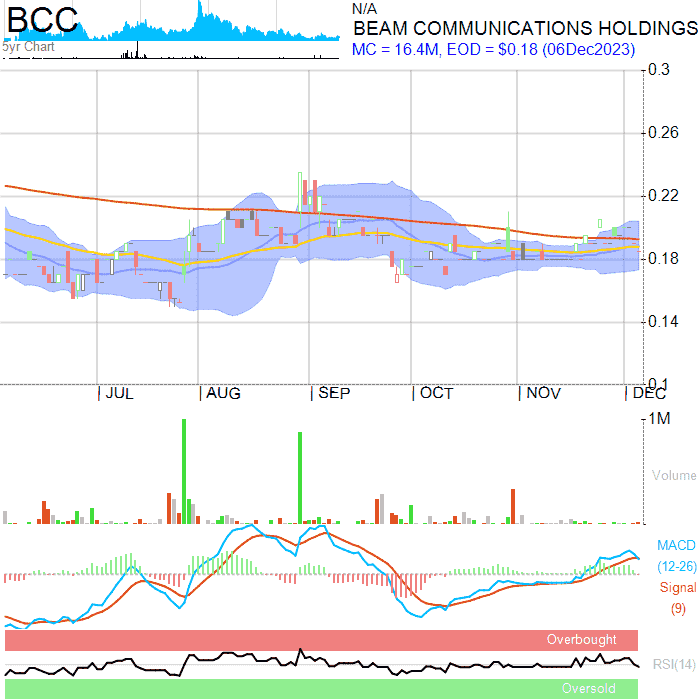 BCC
5yr Chart
N/A
BEAM COMMUNICATIONS HOLDINGS
MC = 16.4M, EOD = $0.18 (06Dec2023)
0.3
0.26
0.22
0.18
0.14
0.1
JUL
AUG
SEP
OCT
NOV
DEC
1M
Volume
MACD
(12-26)
Signal
(9)
Overbought
RSI(14)
Oversold